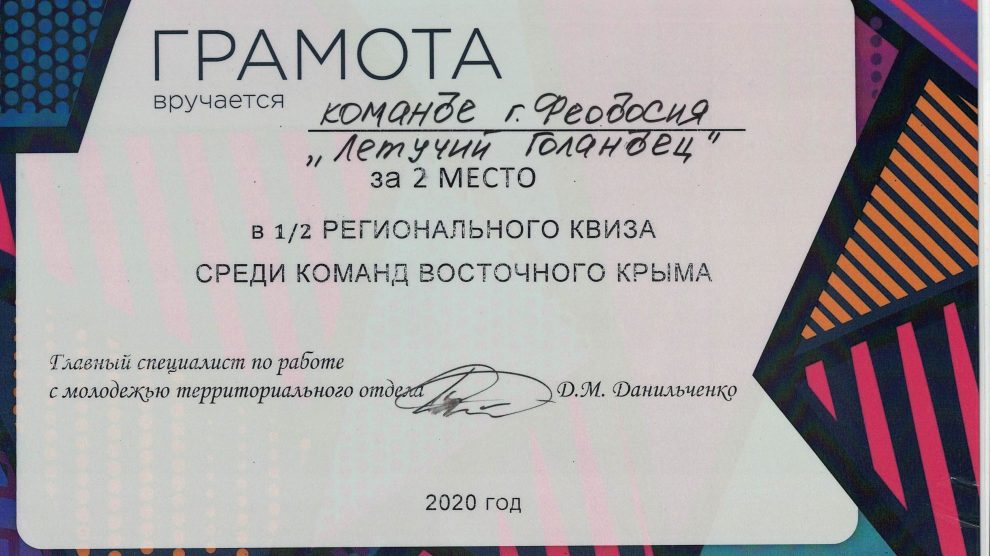 ГРАМОТА
вручается
команде г. Феодосия
„Летучий Голандец"
за 2 МЕСТО
в 1/2 РЕГИОНАЛЬНОГО КВИЗА
СРЕДИ КОМАНД ВОСТОЧНОГО КРЫМА
Главный специалист по работе
с молодежью территориального отдела Д.М. Данильченко
2020 год